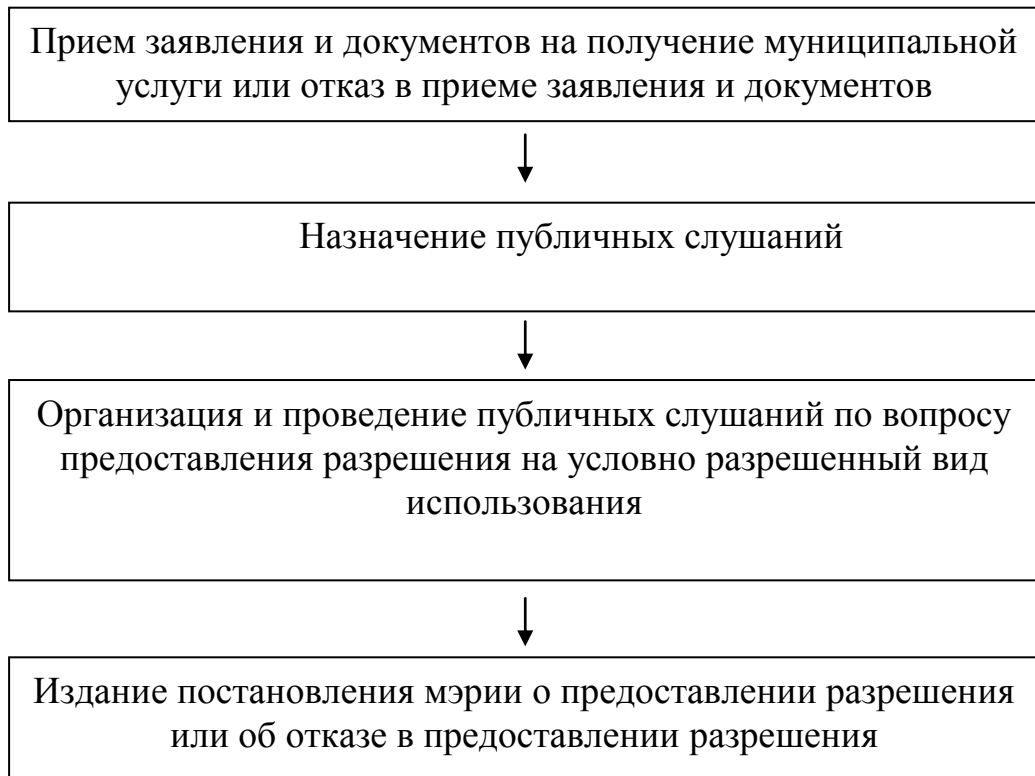 Прием заявления и документов на получение муниципальной
услуги или отказ в приеме заявления и документов
Назначение публичных слушаний
Организация и проведение публичных слушаний по вопросу
предоставления разрешения на условно разрешенный вид
использования
Издание постановления мэрии о предоставлении разрешения
или об отказе в предоставлении разрешения